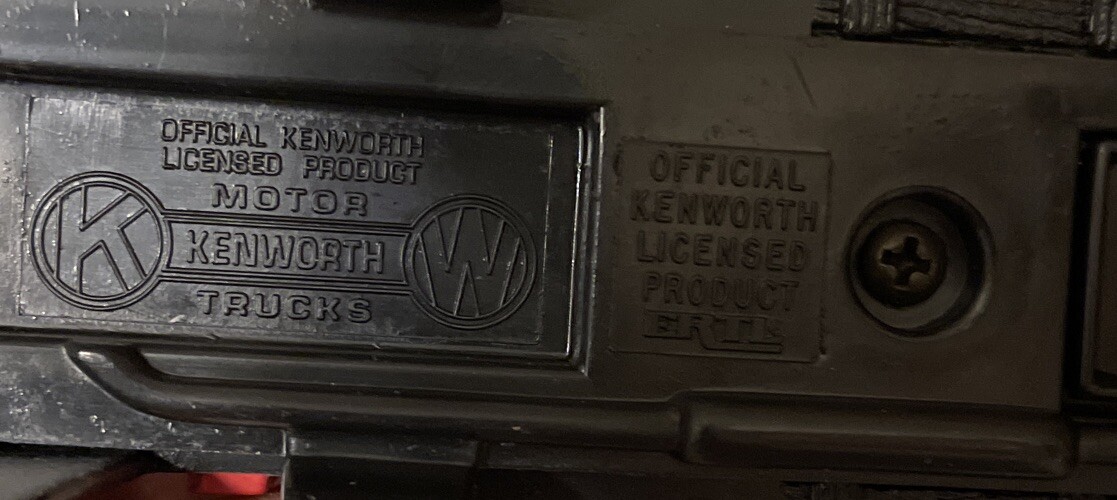 OFFICIAL KENWORTH
LICENSED PRODUCT
MOTOR
K KENWORTH W
TRUCKS
OFFICIAL
KENWORTH
LICENSED
PRODUCT
ERTL